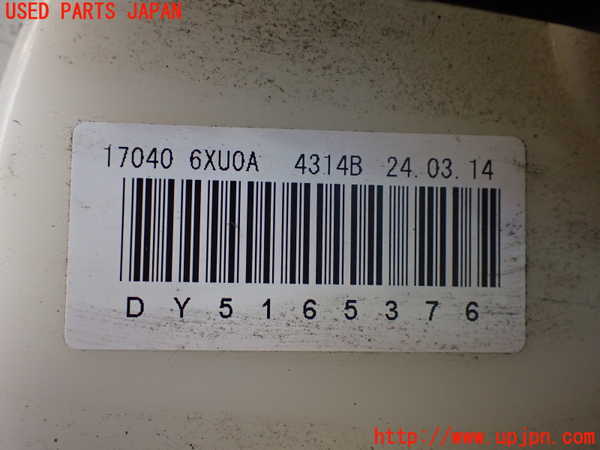 USED PARTS JAPAN
17040 6XU0A 4314B 24.03.14
DY5165376
http://www.upjpn.com/